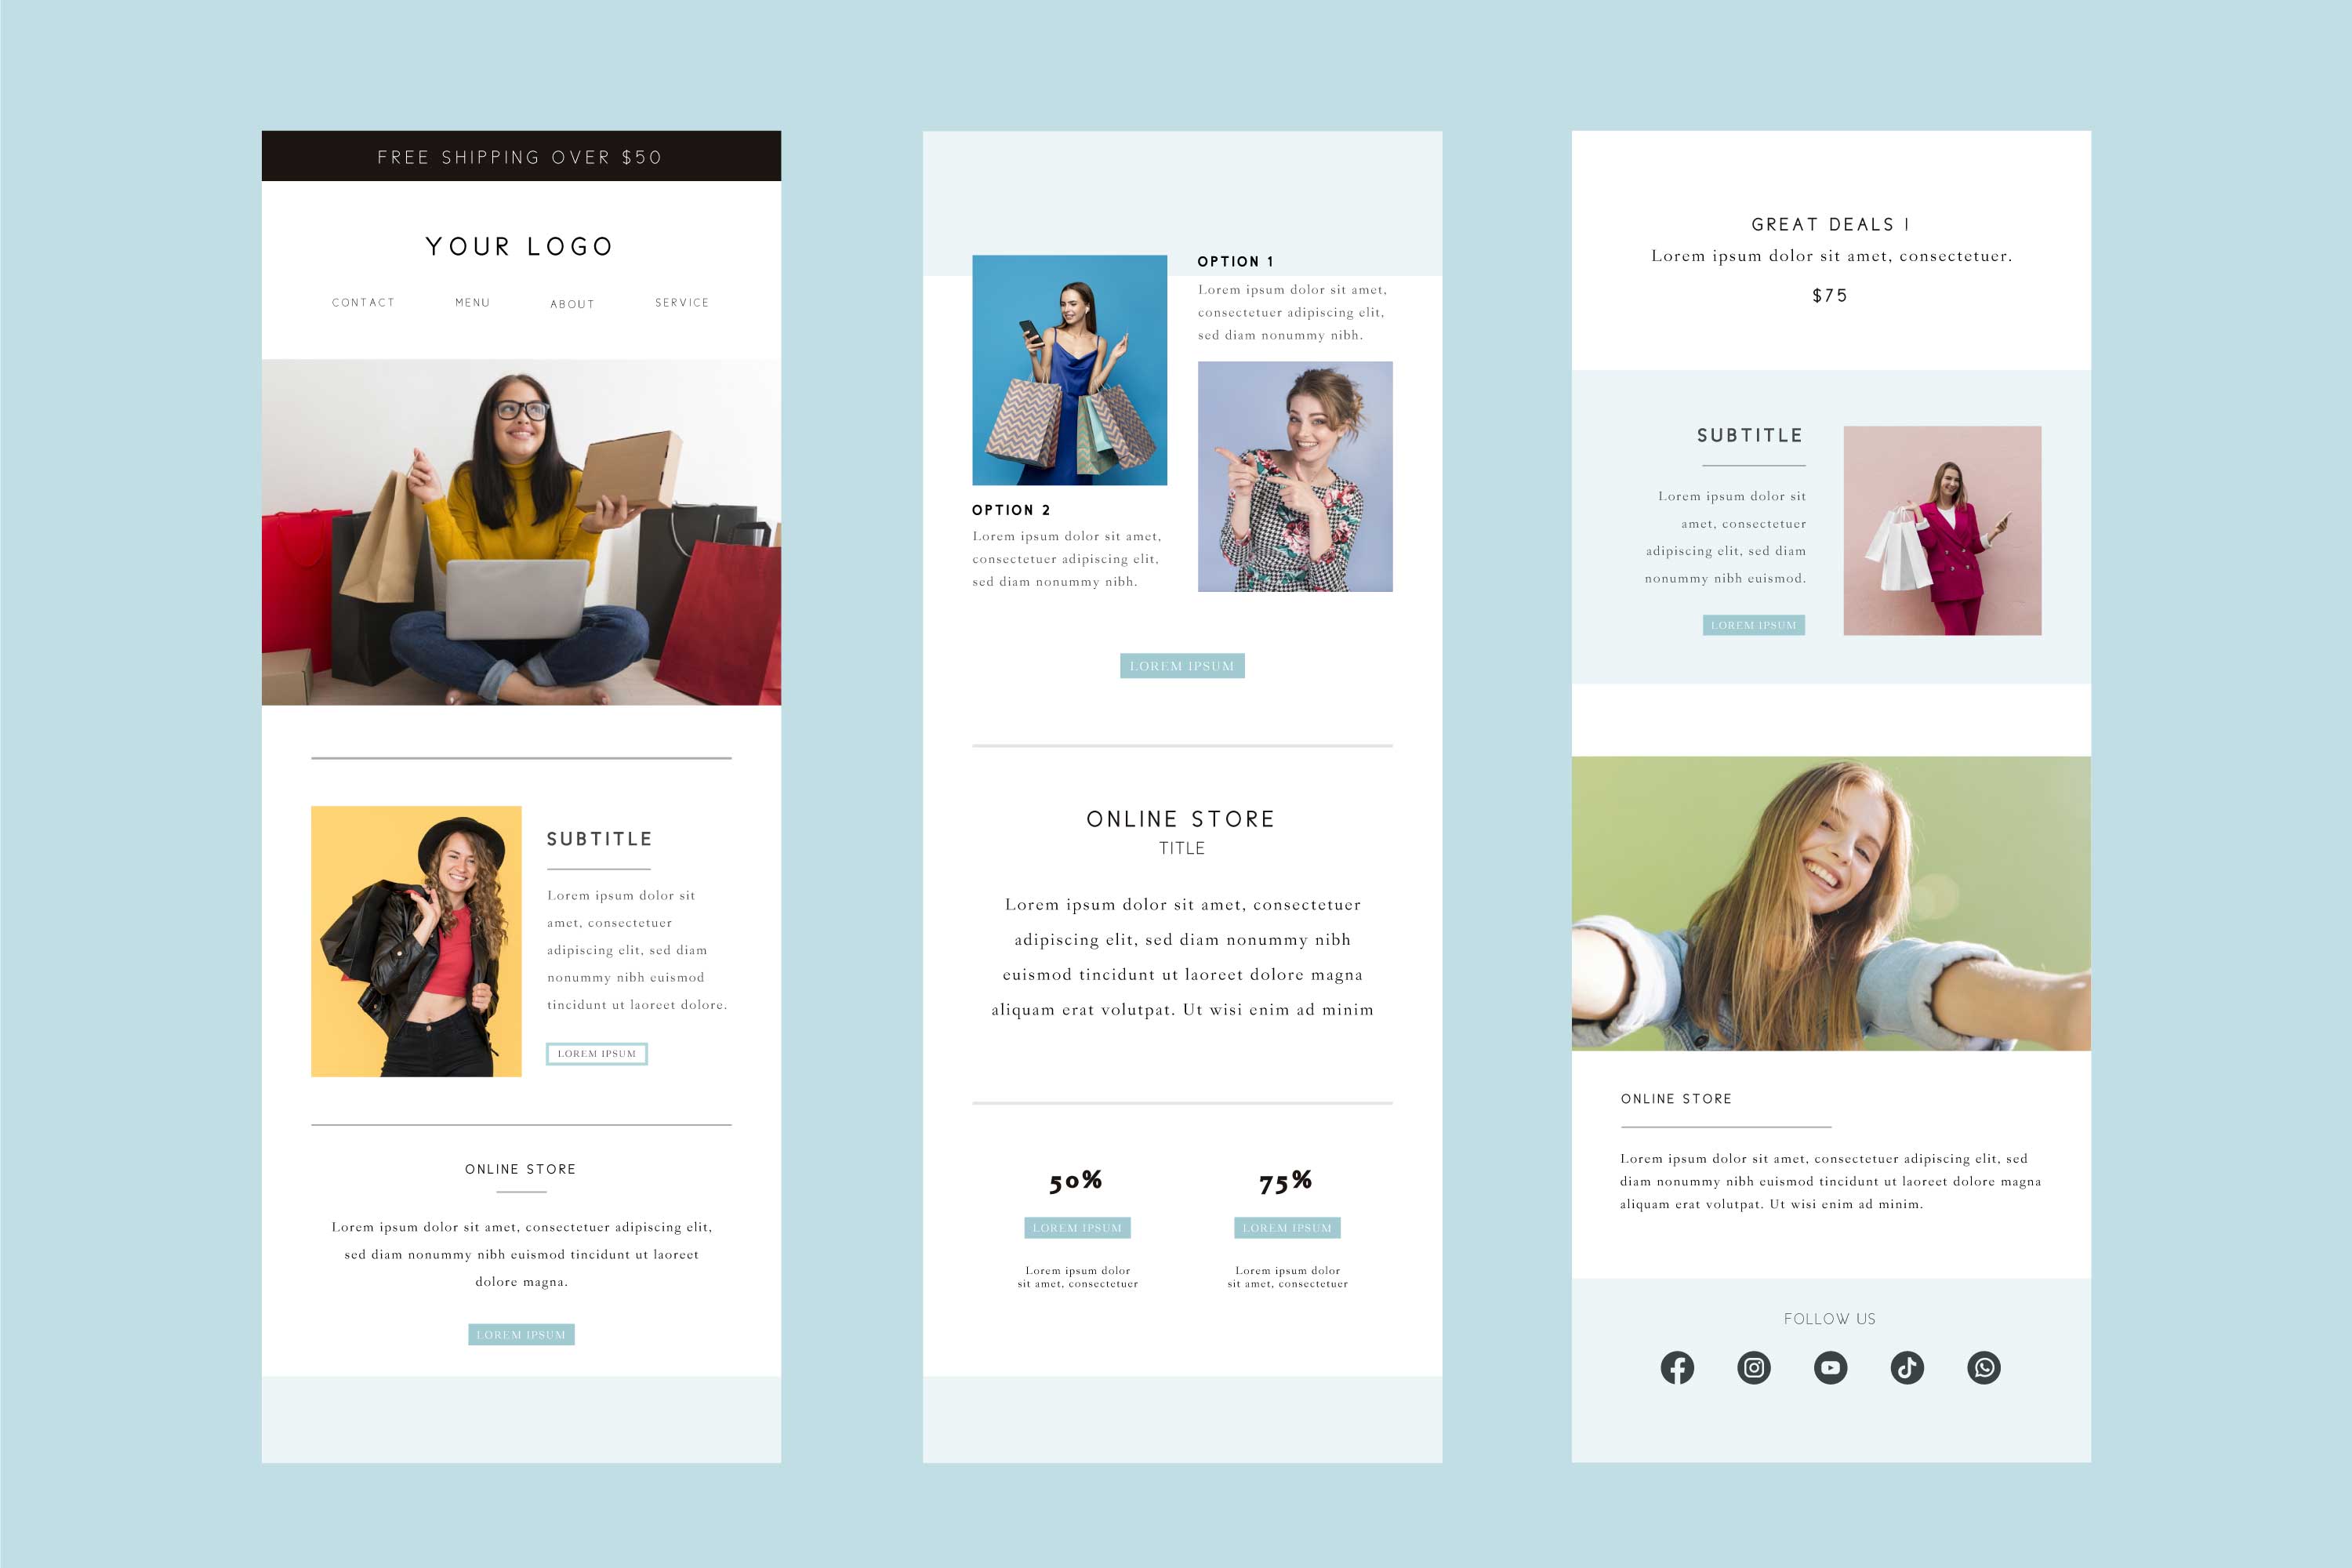 FREE SHIPPING OVER $50
YOUR LOGO
CONTACT MENU ABOUT SERVICE
SUBTITLE
Lorem ipsum dolor sit
amet, consectetuer
adipiscing elit, sed diam
nonummy nibh euismod
tincidunt ut laoreet dolore.
LOREM IPSUM
ONLINE STORE
Lorem ipsum dolor sit amet, consectetuer adipiscing elit,
sed diam nonummy nibh euismod tincidunt ut laoreet
dolore magna.
LOREM IPSUM
OPTION 1
Lorem ipsum dolor sit amet,
consectetuer adipiscing elit,
sed diam nonummy nibh.
OPTION 2
Lorem ipsum dolor sit amet,
consectetuer adipiscing elit,
sed diam nonummy nibh.
LOREM IPSUM
ONLINE STORE
TITLE
Lorem ipsum dolor sit amet, consectetuer
adipiscing elit, sed diam nonummy nibh
euismod tincidunt ut laoreet dolore magna
aliquam erat volutpat. Ut wisi enim ad minim
50%
LOREM IPSUM
Lorem ipsum dolor
sit amet, consectetuer
75%
LOREM IPSUM
Lorem ipsum dolor
sit amet, consectetuer
GREAT DEALS !
Lorem ipsum dolor sit amet, consectetuer.
$75
SUBTITLE
Lorem ipsum dolor sit
amet, consectetuer
adipiscing elit, sed diam
nonummy nibh euismod.
LOREM IPSUM
ONLINE STORE
Lorem ipsum dolor sit amet, consectetuer adipiscing elit, sed
diam nonummy nibh euismod tincidunt ut laoreet dolore magna
aliquam erat volutpat. Ut wisi enim ad minim.
FOLLOW US